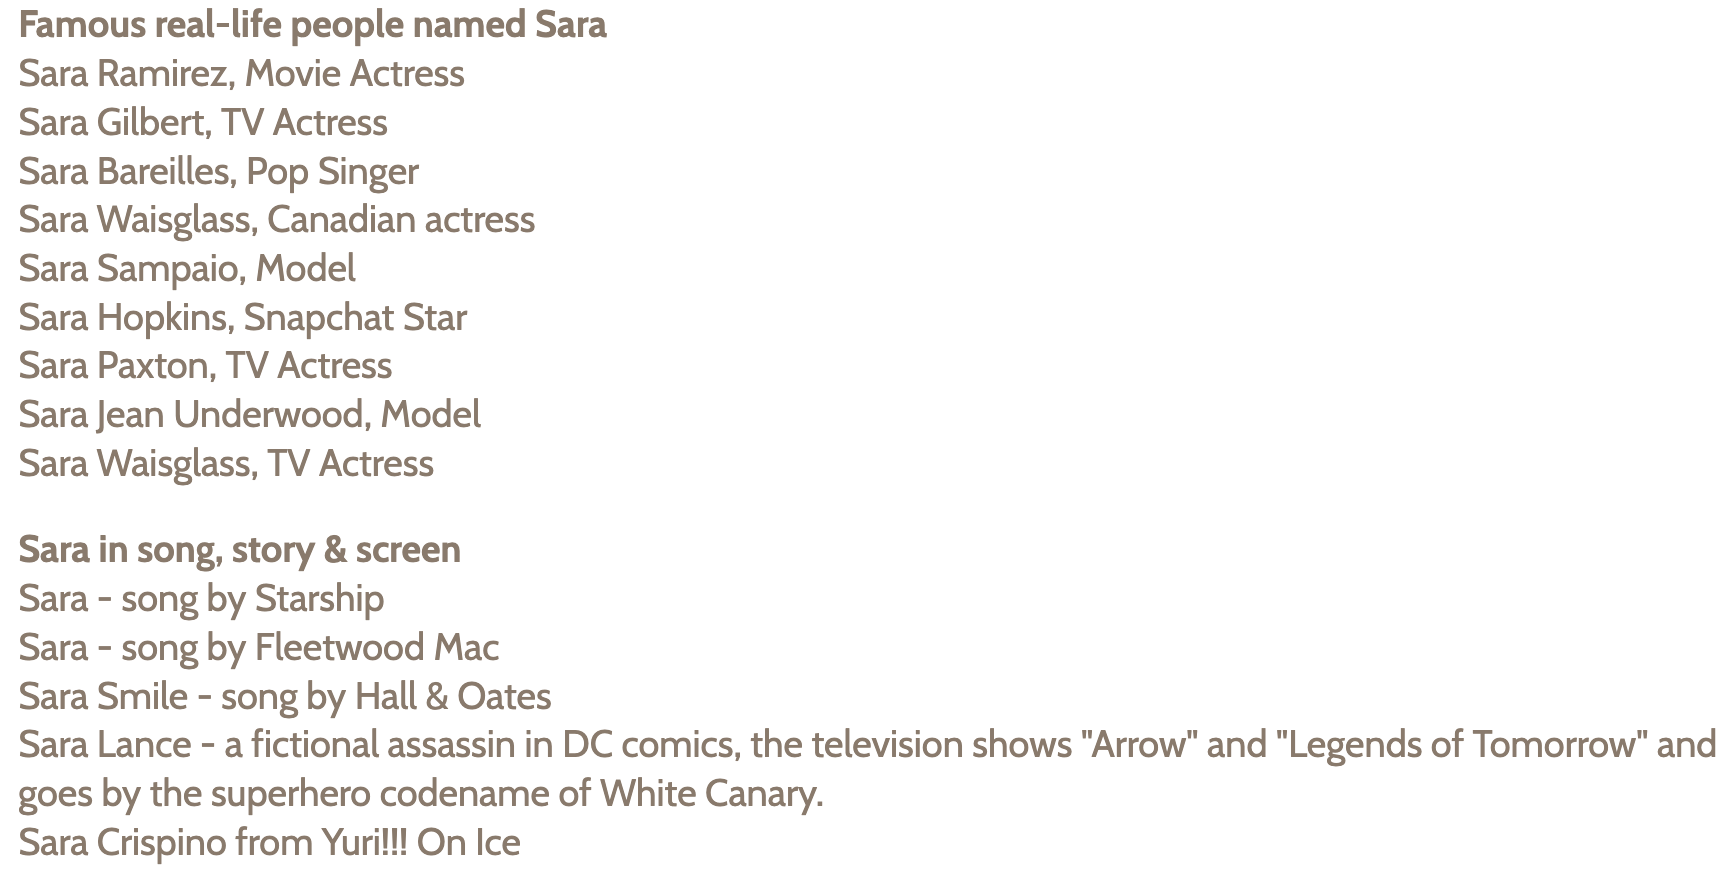 Famous real-life people named Sara
Sara Ramirez, Movie Actress
Sara Gilbert, TV Actress
Sara Bareilles, Pop Singer
Sara Waisglass, Canadian actress
Sara Sampaio, Model
Sara Hopkins, Snapchat Star
Sara Paxton, TV Actress
Sara Jean Underwood, Model
Sara Waisglass, TV Actress
Sara in song, story & screen
Sara - song by Starship
Sara - song by Fleetwood Mac
Sara Smile - song by Hall & Oates
Sara Lance - a fictional assassin in DC comics, the television shows "Arrow" and "Legends of Tomorrow" and
goes by the superhero codename of White Canary.
Sara Crispino from Yuri!!! On Ice